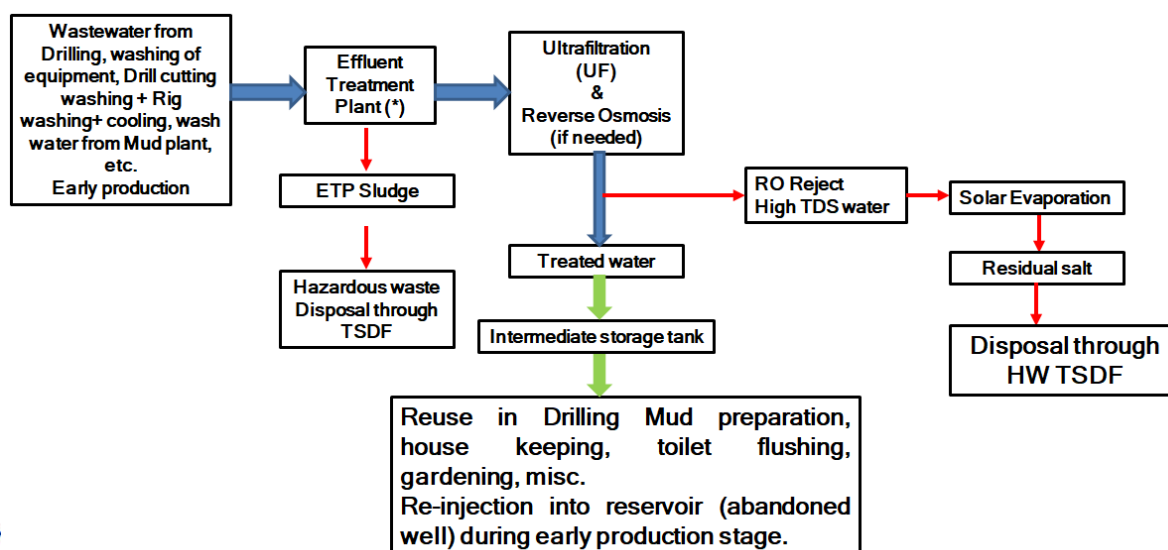 Wastewater from
Drilling, washing of
equipment, Drill cutting
washing + Rig
washing+ cooling, wash
water from Mud plant,
etc.
Early production
Effluent
Treatment
Plant (*)
Ultrafiltration
(UF)
&
Reverse Osmosis
(if needed)
ETP Sludge
RO Reject
High TDS water
Solar Evaporation
Treated water
Residual salt
Hazardous waste
Disposal through
TSDF
Intermediate storage tank
Disposal through
HW TSDF
Reuse in Drilling Mud preparation,
house keeping, toilet flushing,
gardening, misc.
Re-injection into reservoir (abandoned
well) during early production stage.